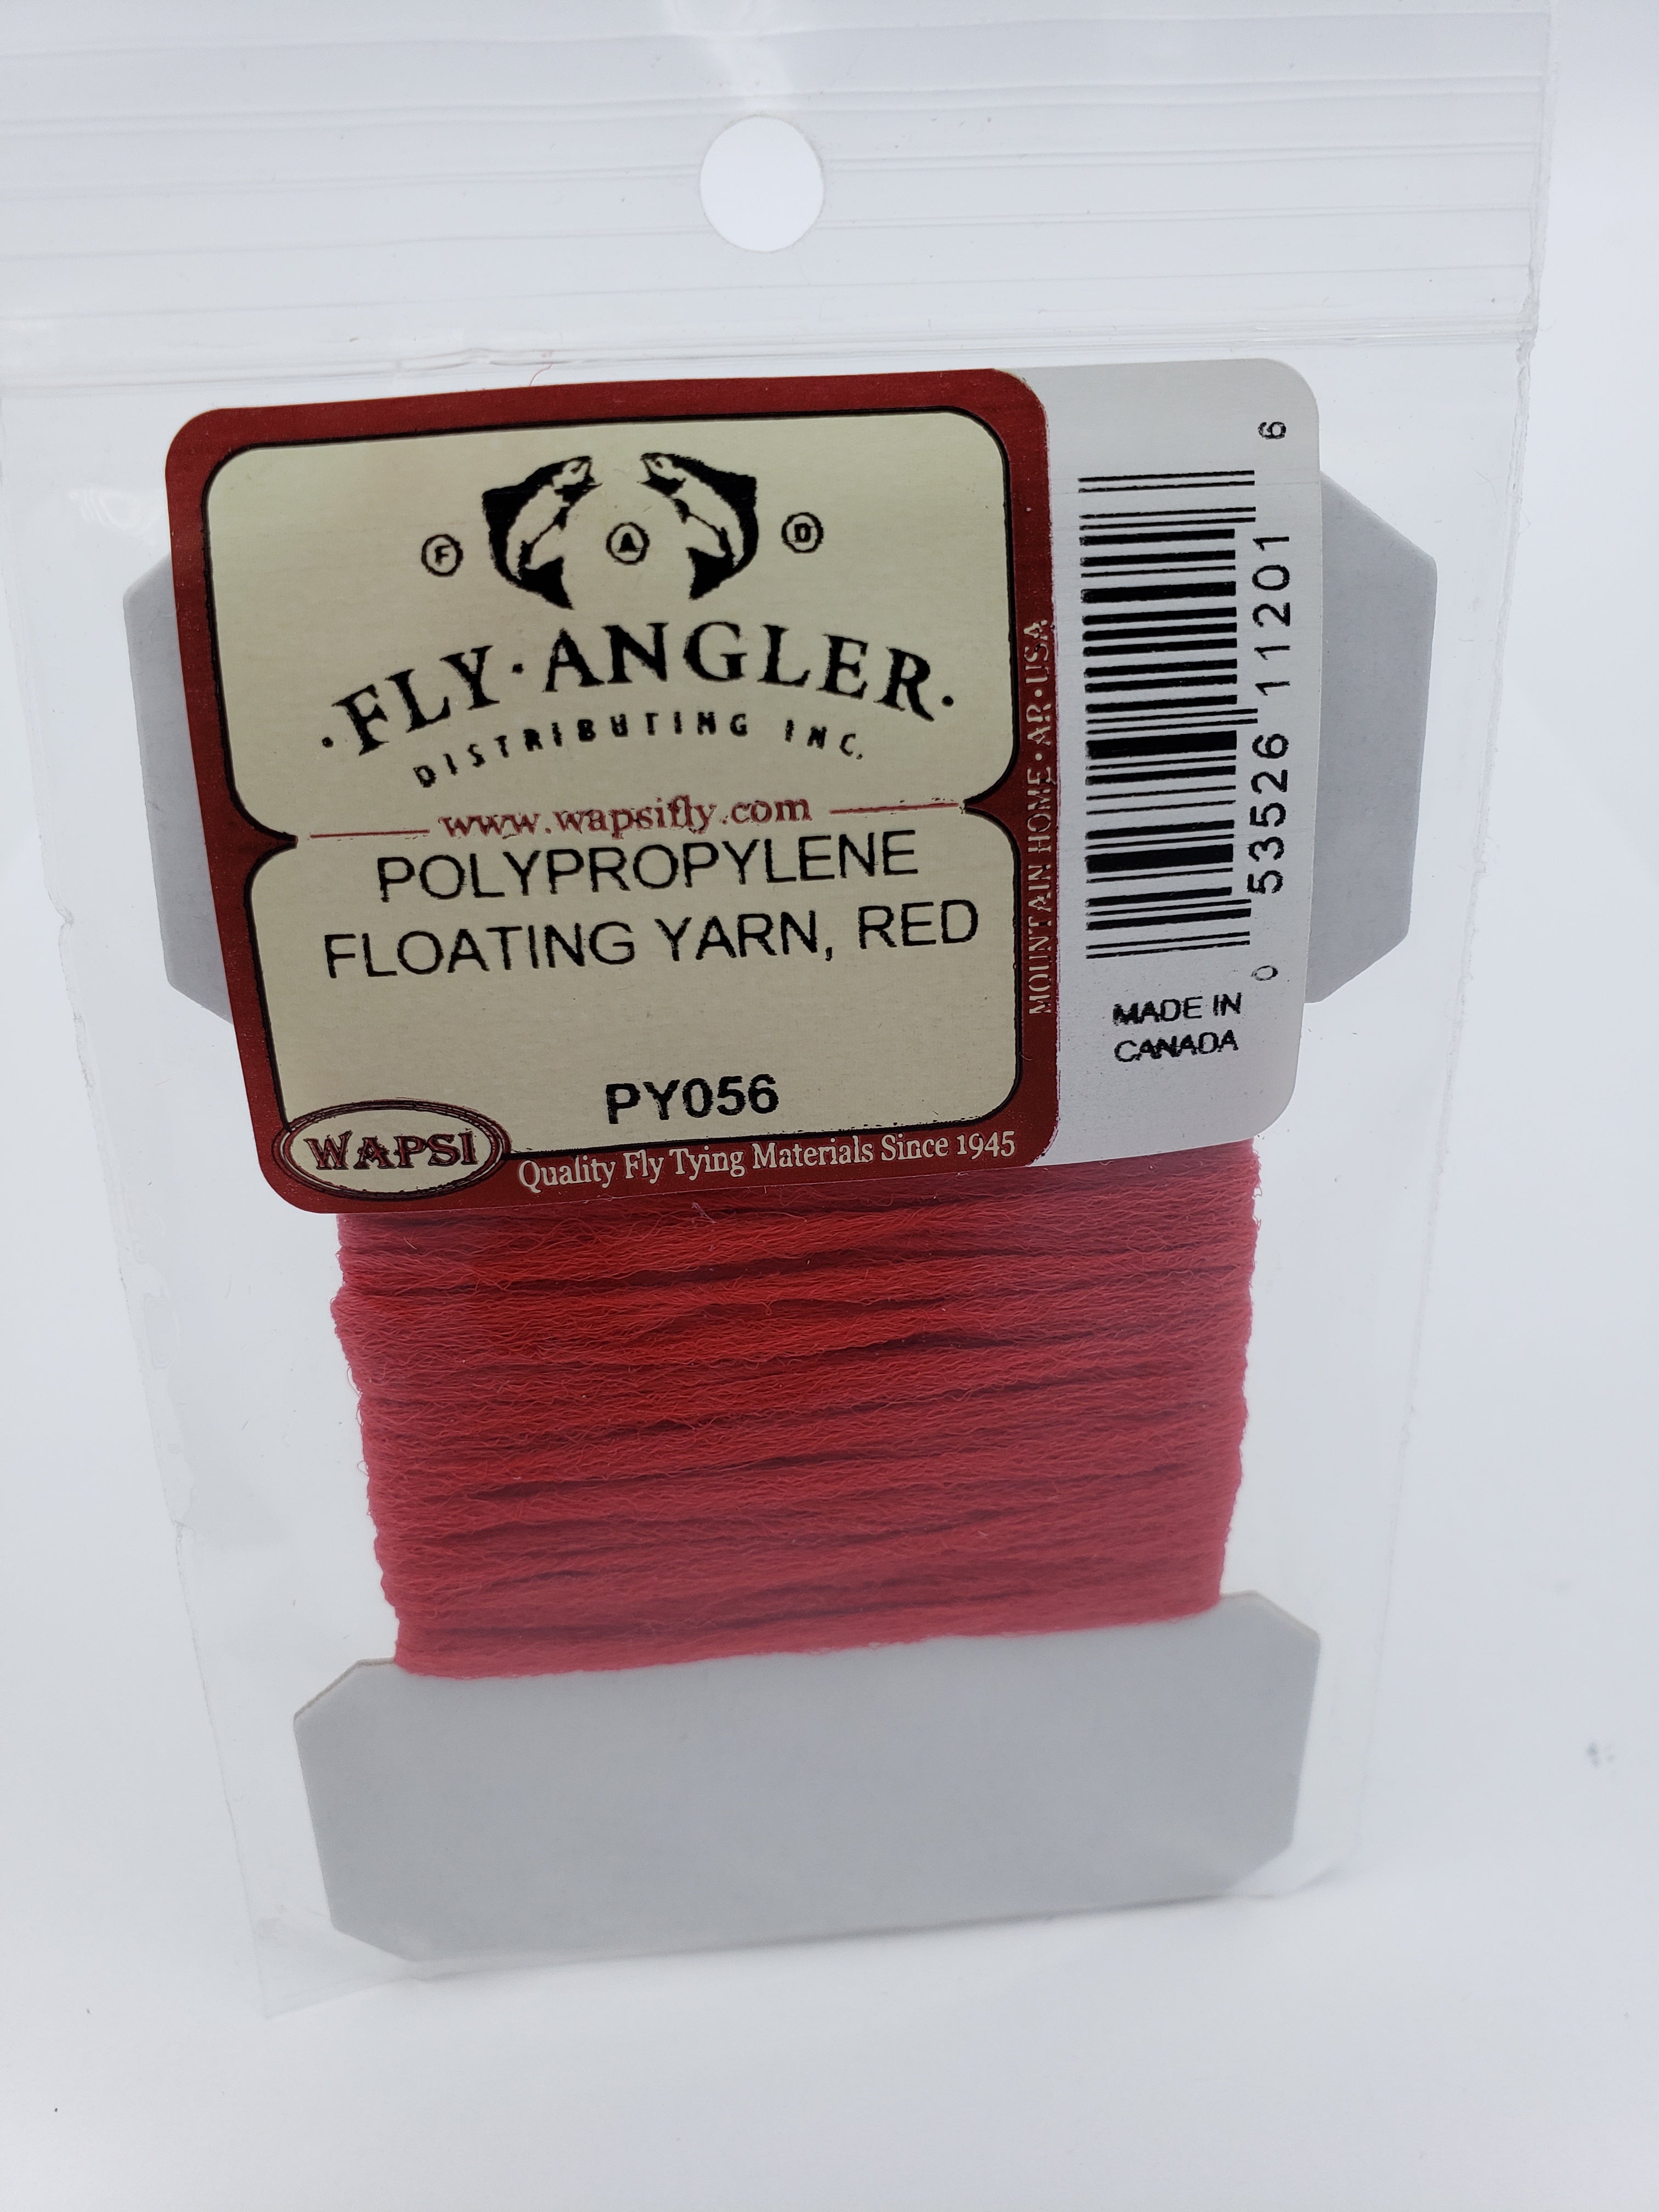 F A D
·FLY·ANGLER·
DISTRIBUTING INC.
www.wapsifly.com
POLYPROPYLENE
FLOATING YARN, RED
PY056
WAPSI
Quality Fly Tying Materials Since 1945
MOUNTAIN HOME·AR·USA
0 53526 11201 6
MADE IN
CANADA